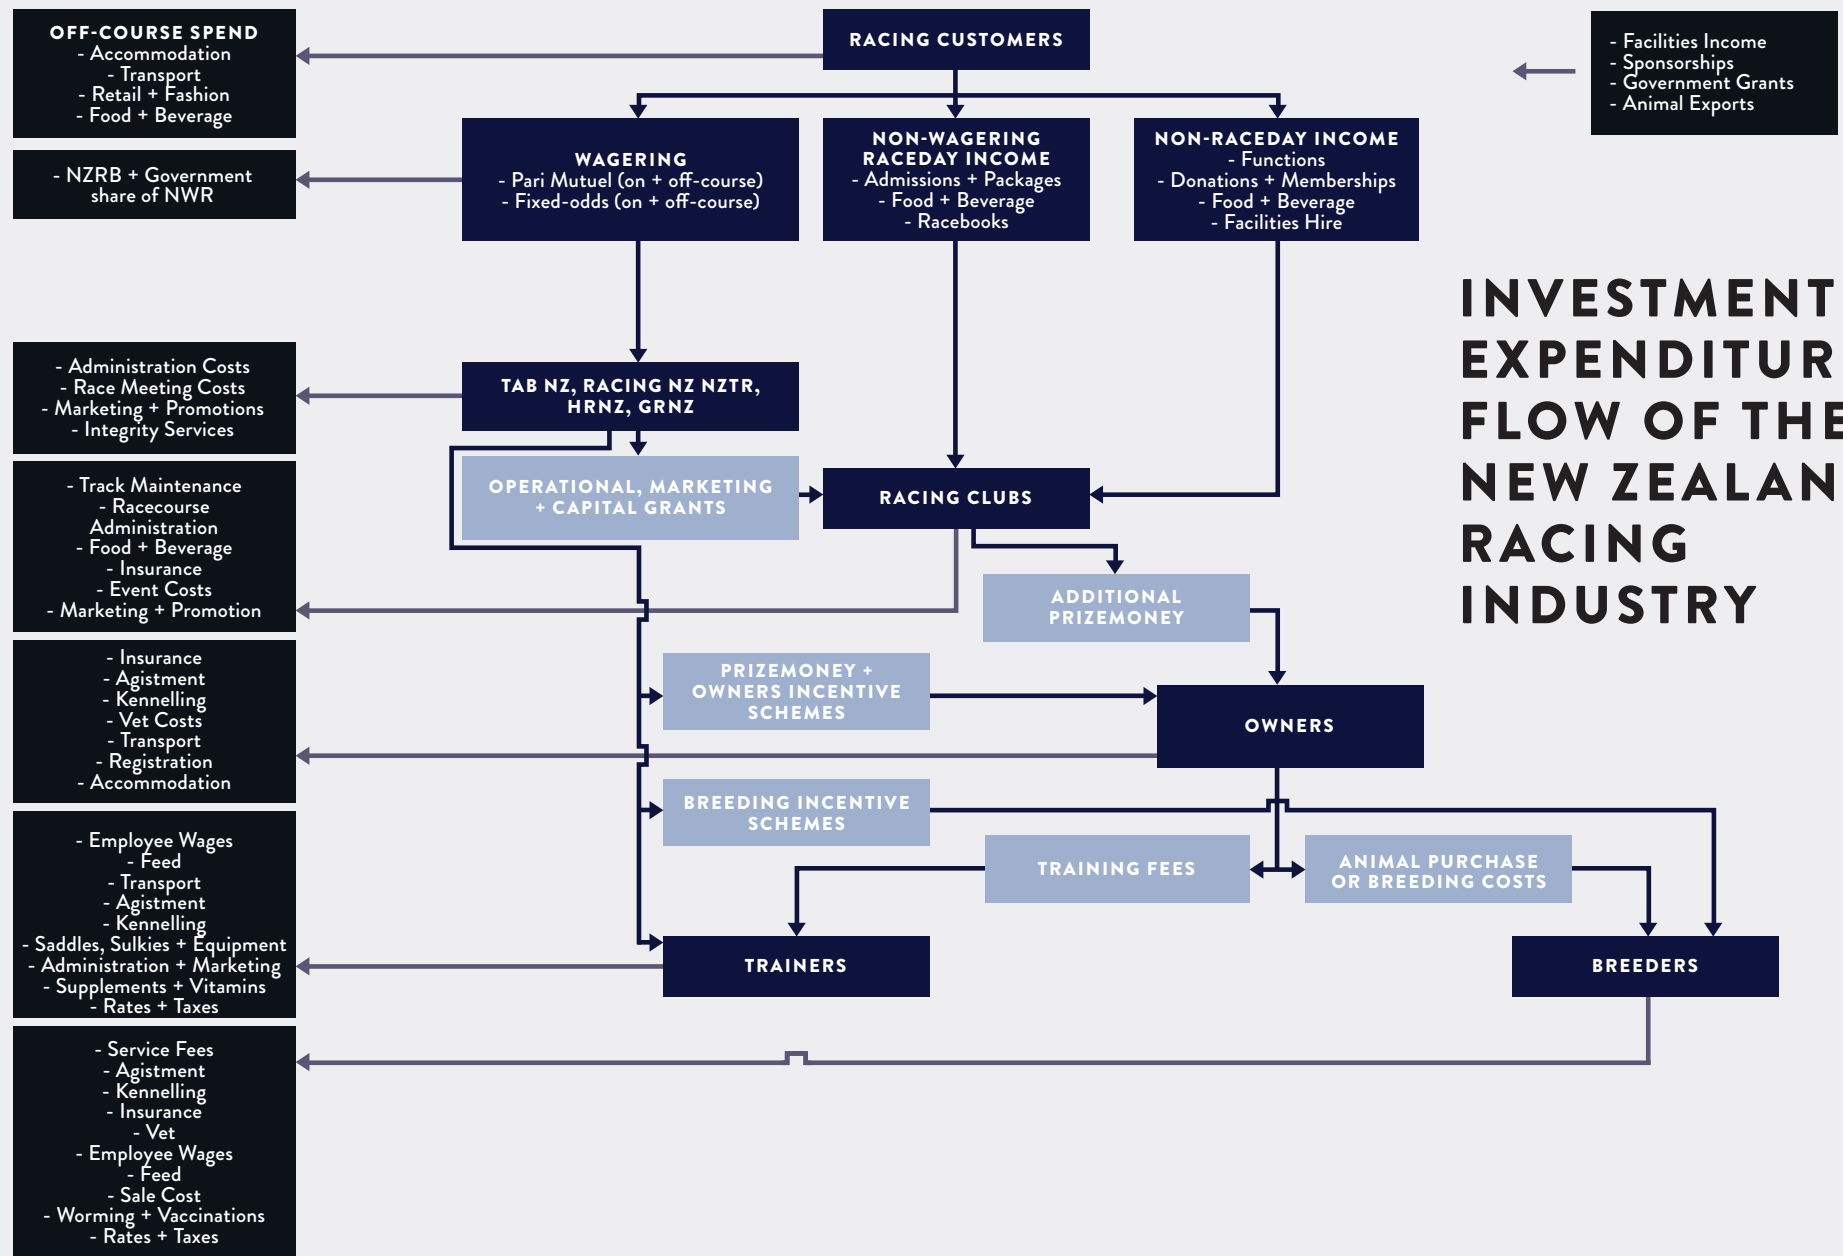 OFF-COURSE SPEND
- Accommodation
- Transport
- Retail + Fashion
- Food + Beverage
RACING CUSTOMERS
- Facilities Income
- Sponsorships
- Government Grants
- Animal Exports
- NZRB + Government
share of NWR
WAGERING
- Pari Mutuel (on + off-course)
- Fixed-odds (on + off-course)
NON-WAGERING
RACEDAY INCOME
- Admissions + Packages
- Food + Beverage
- Racebooks
NON-RACEDAY INCOME
- Functions
- Donations + Memberships
- Food + Beverage
- Facilities Hire
INVESTMENT
EXPENDITUR
FLOW OF THE
NEW ZEALAN
RACING
INDUSTRY
- Administration Costs
- Race Meeting Costs
- Marketing + Promotions
- Integrity Services
TAB NZ, RACING NZ NZTR,
HRNZ, GRNZ
OPERATIONAL, MARKETING
+ CAPITAL GRANTS
RACING CLUBS
- Track Maintenance
- Racecourse
Administration
- Food + Beverage
- Insurance
- Event Costs
- Marketing + Promotion
ADDITIONAL
PRIZEMONEY
PRIZEMONEY +
OWNERS INCENTIVE
SCHEMES
OWNERS
- Insurance
- Agistment
- Kennelling
- Vet Costs
- Transport
- Registration
- Accommodation
BREEDING INCENTIVE
SCHEMES
TRAINING FEES
ANIMAL PURCHASE
OR BREEDING COSTS
- Employee Wages
- Feed
- Transport
- Agistment
- Kennelling
- Saddles, Sulkies + Equipment
- Administration + Marketing
- Supplements + Vitamins
- Rates + Taxes
TRAINERS
BREEDERS
- Service Fees
- Agistment
- Kennelling
- Insurance
- Vet
- Employee Wages
- Feed
- Sale Cost
- Worming + Vaccinations
- Rates + Taxes